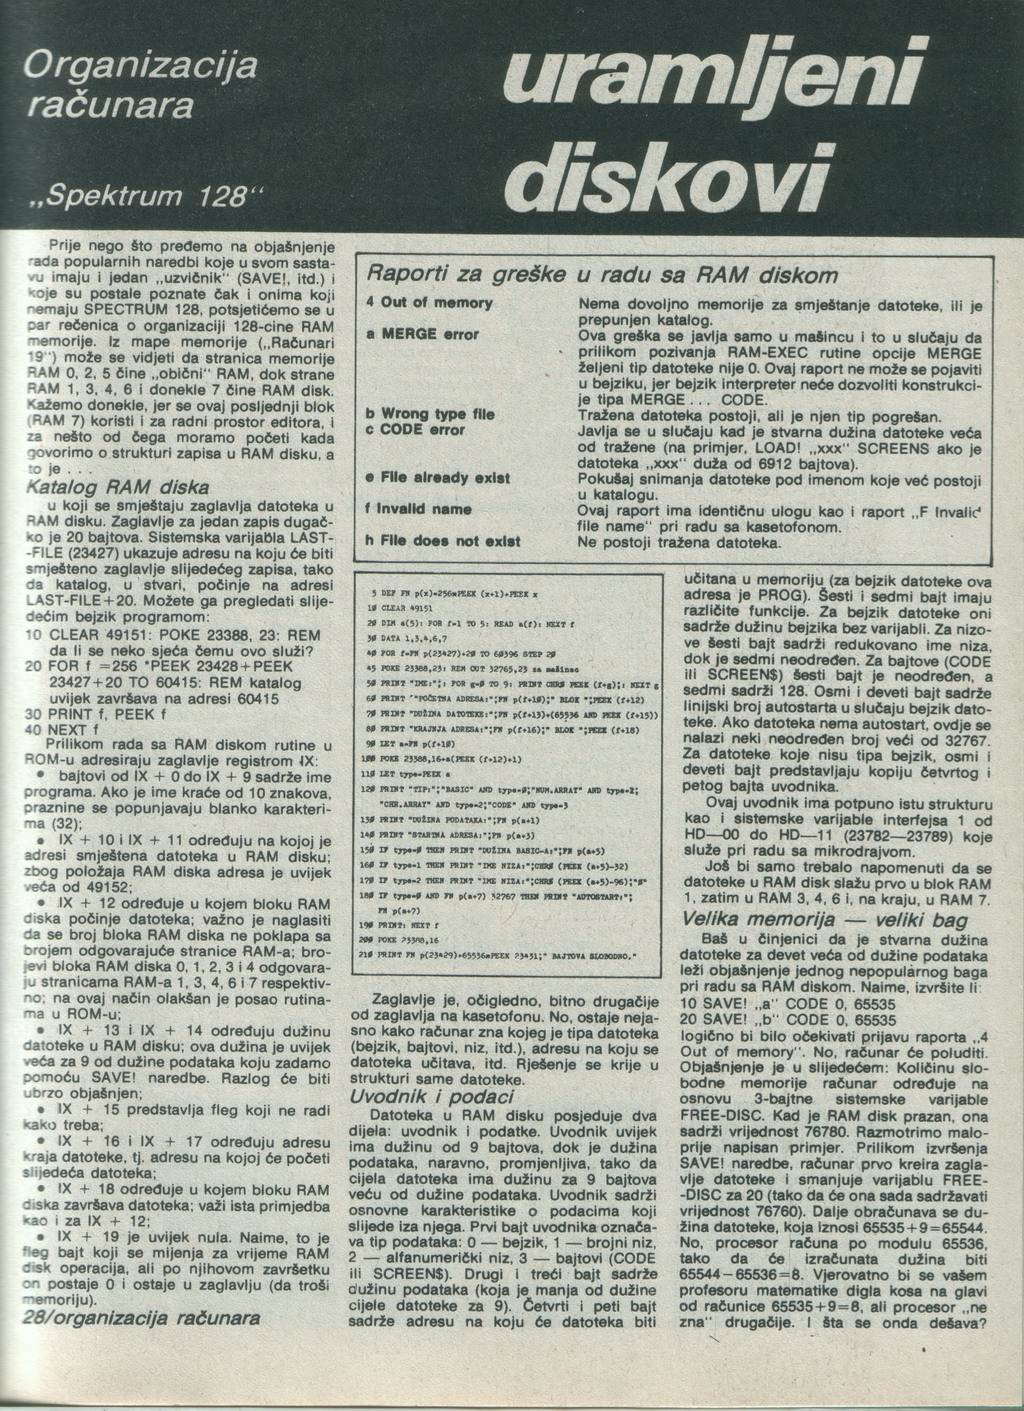 Organizacija
računara
„Spektrum 128“
uramljeni
diskovi
Prije nego što pređemo na objašnjenje
rada popularnih naredbi koje u svom sasta-
vu imaju i jedan „uzvičnik“ (SAVE!, itd.) i
koje su postale poznate čak i onima koji
nemaju SPECTRUM 128, potsjetićemo se u
par rečenica o organizaciji 128-cine RAM
memorije. Iz mape memorije („Računari
19“) može se vidjeti da stranica memorije
RAM 0, 2, 5 čine „obični“ RAM, dok strane
RAM 1, 3, 4, 6 i donekle 7 čine RAM disk.
Kažemo donekle, jer se ovaj posljednji blok
(RAM 7) koristi i za radni prostor editora, i
za nešto od čega moramo početi kada
govorimo o strukturi zapisa u RAM disku, a
to je . . .
Katalog RAM diska
u koji se smještaju zaglavlja datoteka u
RAM disku. Zaglavlje za jedan zapis dugač-
ko je 20 bajtova. Sistemska varijabla LAST-
-FILE (23427) ukazuje adresu na koju će biti
smješteno zaglavlje slijedećeg zapisa, tako
da katalog, u stvari, počinje na adresi
LAST-FILE+20. Možete ga pregledati slije-
dećim bejzik programom:
10 CLEAR 49151: POKE 23388, 23: REM
da li se neko sjeća čemu ovo služi?
20 FOR f =256 *PEEK 23428+PEEK
23427+20 TO 60415: REM katalog
uvijek završava na adresi 60415
30 PRINT f, PEEK f
40 NEXT f
Prilikom rada sa RAM diskom rutine u
ROM-u adresiraju zaglavlje registrom IX:
• bajtovi od IX + 0 do IX + 9 sadrže ime
programa. Ako je ime kraće od 10 znakova,
praznine se popunjavaju blanko karakteri-
ma (32);
• IX + 10 i IX + 11 određuju na kojoj je
adresi smještena datoteka u RAM disku;
zbog položaja RAM diska adresa je uvijek
veća od 49152;
• IX + 12 određuje u kojem bloku RAM
diska počinje datoteka; važno je naglasiti
da se broj bloka RAM diska ne poklapa sa
brojem odgovarajuće stranice RAM-a; bro-
jevi bloka RAM diska 0, 1, 2, 3 i 4 odgovara-
ju stranicama RAM-a 1, 3, 4, 6 i 7 respektiv-
no; na ovaj način olakšan je posao rutina-
ma u ROM-u;
• IX + 13 i IX + 14 određuju dužinu
datoteke u RAM disku; ova dužina je uvijek
veća za 9 od dužine podataka koju zadamo
pomoću SAVE! naredbe. Razlog će biti
ubrzo objašnjen;
• IX + 15 predstavlja fleg koji ne radi
kako treba;
• IX + 16 i IX + 17 određuju adresu
kraja datoteke, tj. adresu na kojoj će početi
slijedeća datoteka;
• IX + 18 određuje u kojem bloku RAM
diska završava datoteka; važi ista primjedba
kao i za IX + 12;
• IX + 19 je uvijek nula. Naime, to je
fleg bajt koji se mijenja za vrijeme RAM
disk operacija, ali po njihovom završetku
on postaje 0 i ostaje u zaglavlju (da troši
memoriju).
28/organizacija računara
Raporti za greške u radu sa RAM diskom
4 Out of memory
Nema dovoljno memorije za smještanje datoteke, ili je
prepunjen katalog.
a MERGE error
Ova greška se javlja samo u mašincu i to u slučaju da
prilikom pozivanja RAM-EXEC rutine opcije MERGE
željeni tip datoteke nije 0. Ovaj raport ne može se pojaviti
u bejziku, jer bejzik interpreter neće dozvoliti konstrukci-
je tipa MERGE . . . CODE.
b Wrong type file
Tražena datoteka postoji, ali je njen tip pogrešan.
c CODE error
Javlja se u slučaju kad je stvarna dužina datoteke veća
od tražene (na primjer, LOAD! „xxx“ SCREENS ako je
datoteka „xxx“ duža od 6912 bajtova).
e File already exist
Pokušaj snimanja datoteke pod imenom koje već postoji
u katalogu.
f Invalid name
Ovaj raport ima identičnu ulogu kao i raport „F Invalid
file name“ pri radu sa kasetofonom.
h File does not exist
Ne postoji tražena datoteka.
5 DEF FN p(x)=256*PEEK (x+1)+PEEK x
10 CLEAR 49151
20 DIM a(5): FOR f=1 TO 5: READ a(f): NEXT f
30 DATA 1,3,4,6,7
40 FOR f=FN p(23427)+20 TO 60396 STEP 20
45 POKE 23388,23: REM OUT 32765,23 sa mašinac
50 PRINT "IME:";: FOR g=0 TO 9: PRINT CHR$ PEEK (f+g);: NEXT g
60 PRINT '"POČETNA ADRESA:";FN p(f+10);" BLOK ";PEEK (f+12)
70 PRINT "DUŽINA DATOTEKE:";FN p(f+13)+(65536 AND PEEK (f+15))
80 PRINT "KRAJNJA ADRESA:";FN p(f+16);" BLOK ";PEEK (f+18)
90 LET a=FN p(f+10)
100 POKE 23388,16+a(PEEK (f+12)+1)
110 LET type=PEEK a
120 PRINT "TIP:";"BASIC" AND type=0;"NUM.ARRAY" AND type=2;
"CHR.ARRAY" AND type=2;"CODE" AND type=3
130 PRINT "DUŽINA PODATAKA:";FN p(a+1)
140 PRINT "STARTNA ADRESA:";FN p(a+3)
150 IF type=0 THEN PRINT "DUŽINA BASIC-A:";FN p(a+5)
160 IF type=1 THEN PRINT "IME NIZA:";CHR$ (PEEK (a+5)-32)
170 IF type=2 THEN PRINT "IME NIZA:";CHR$ (PEEK (a+5)-96);"$"
180 IF type=0 AND FN p(a+7) 32767 THEN PRINT "AUTOSTART:";
FN p(a+7)
190 PRINT: NEXT f
200 POKE 23388,16
210 PRINT FN p(23429)+65536*PEEK 23431;" BAJTOVA SLOBODNO."
Zaglavlje je, očigledno, bitno drugačije
od zaglavlja na kasetofonu. No, ostaje neja-
sno kako računar zna kojeg je tipa datoteka
(bejzik, bajtovi, niz, itd.), adresu na koju se
datoteka učitava, itd. Rješenje se krije u
strukturi same datoteke.
Uvodnik i podaci
Datoteka u RAM disku posjeduje dva
dijela: uvodnik i podatke. Uvodnik uvijek
ima dužinu od 9 bajtova, dok je dužina
podataka, naravno, promjenljiva, tako da
cijela datoteka ima dužinu za 9 bajtova
veću od dužine podataka. Uvodnik sadrži
osnovne karakteristike o podacima koji
slijede iza njega. Prvi bajt uvodnika označa-
va tip podataka: 0 — bejzik, 1 — brojni niz,
2 — alfanumerički niz, 3 — bajtovi (CODE
ili SCREEN$). Drugi i treći bajt sadrže
dužinu podataka (koja je manja od dužine
cijele datoteke za 9). Četvrti i peti bajt
sadrže adresu na koju će datoteka biti
učitana u memoriju (za bejzik datoteke ova
adresa je PROG). Šesti i sedmi bajt imaju
različite funkcije. Za bejzik datoteke oni
sadrže dužinu bejzika bez varijabli. Za nizo-
ve šesti bajt sadrži redukovano ime niza,
dok je sedmi neodređen. Za bajtove (CODE
ili SCREEN$) šesti bajt je neodređen, a
sedmi sadrži 128. Osmi i deveti bajt sadrže
linijski broj autostarta u slučaju bejzik dato-
teke. Ako datoteka nema autostart, ovdje se
nalazi neki neodređen broj veći od 32767.
Za datoteke koje nisu tipa bejzik, osmi i
deveti bajt predstavljaju kopiju četvrtog i
petog bajta uvodnika.
Ovaj uvodnik ima potpuno istu strukturu
kao i sistemske varijable interfejsa 1 od
HD—00 do HD—11 (23782—23789) koje
služe pri radu sa mikrodrajvom.
Još bi samo trebalo napomenuti da se
datoteke u RAM disk slažu prvo u blok RAM
1, zatim u RAM 3, 4, 6 i, na kraju, u RAM 7.
Velika memorija — veliki bag
Baš u činjenici da je stvarna dužina
datoteke za devet veća od dužine podataka
leži objašnjenje jednog nepopularnog baga
pri radu sa RAM diskom. Naime, izvršite li:
10 SAVE! „a“ CODE 0, 65535
20 SAVE! „b“ CODE 0, 65535
logično bi bilo očekivati prijavu raporta „4
Out of memory“. No, računar će poluditi.
Objašnjenje je u slijedećem: Količinu slo-
bodne memorije računar određuje na
osnovu 3-bajtne sistemske varijable
FREE-DISC. Kad je RAM disk prazan, ona
sadrži vrijednost 76780. Razmotrimo malo-
prije napisan primjer. Prilikom izvršenja
SAVE! naredbe, računar prvo kreira zagla-
vlje datoteke i smanjuje varijablu FREE-
-DISC za 20 (tako da će ona sada sadržavati
vrijednost 76760). Dalje obračunava se du-
žina datoteke, koja iznosi 65535+9=65544.
No, procesor računa po modulu 65536,
tako da će izračunata dužina biti
65544-65536=8. Vjerovatno bi se vašem
profesoru matematike digla kosa na glavi
od računice 65535+9=8, ali procesor „ne
zna“ drugačije. I šta se onda dešava?